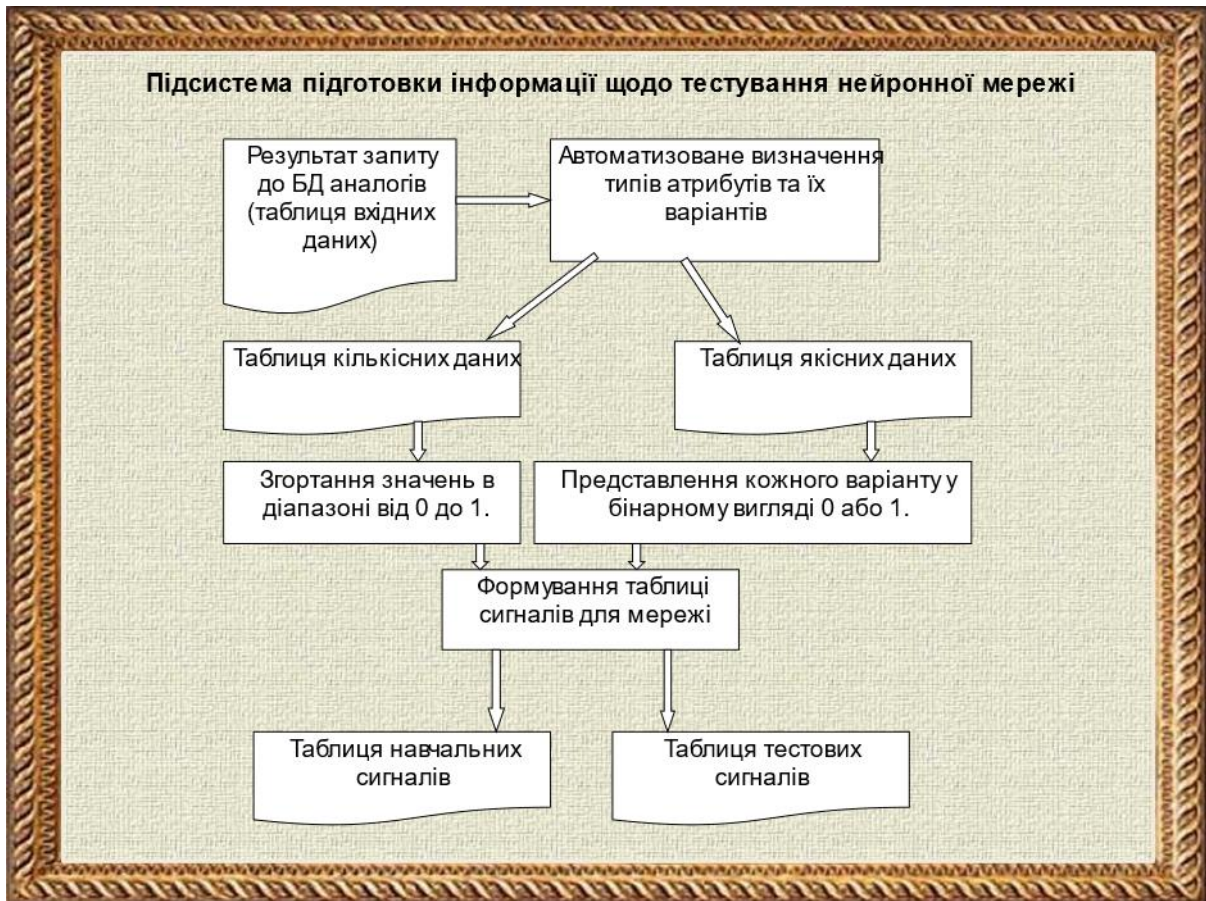 Підсистема підготовки інформації щодо тестування нейронної мережі
Результат запиту
до БД аналогів
(таблиця вхідних
даних)
Автоматизоване визначення
типів атрибутів та їх
варіантів
Таблиця кількісних даних
Таблиця якісних даних
Згортання значень в
діапазоні від 0 до 1.
Представлення кожного варіанту у
бінарному вигляді 0 або 1.
Формування таблиці
сигналів для мережі
Таблиця навчальних
сигналів
Таблиця тестових
сигналів